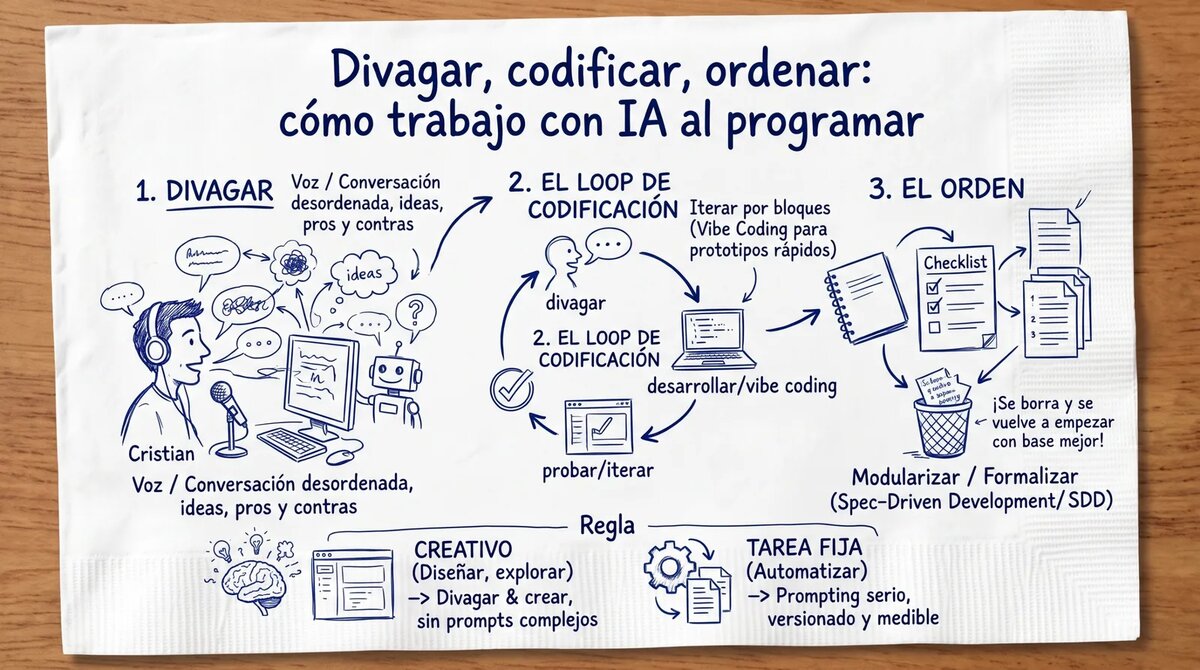 Divagar, codificar, ordenar:
cómo trabajo con IA al programar
1. DIVAGAR
Voz / Conversación
desordenada, ideas,
pros y contras
ideas
?
Cristian
Voz / Conversación desordenada,
ideas, pros y contras
2. EL LOOP DE
CODIFICACIÓN
Iterar por bloques
(Vibe Coding para
prototipos rápidos)
divagar
2. EL LOOP DE
CODIFICACIÓN
desarrollar/vibe coding
probar/iterar
3. EL ORDEN
Checklist
1
2
3
¡Se borra y se
vuelve a empezar
con base mejor!
Modularizar / Formalizar
(Spec-Driven Development/SDD)
Regla
CREATIVO
(Diseñar, explorar)
–> Divagar & crear,
sin prompts complejos
TAREA FIJA
(Automatizar)
–> Prompting serio,
versionado y medible